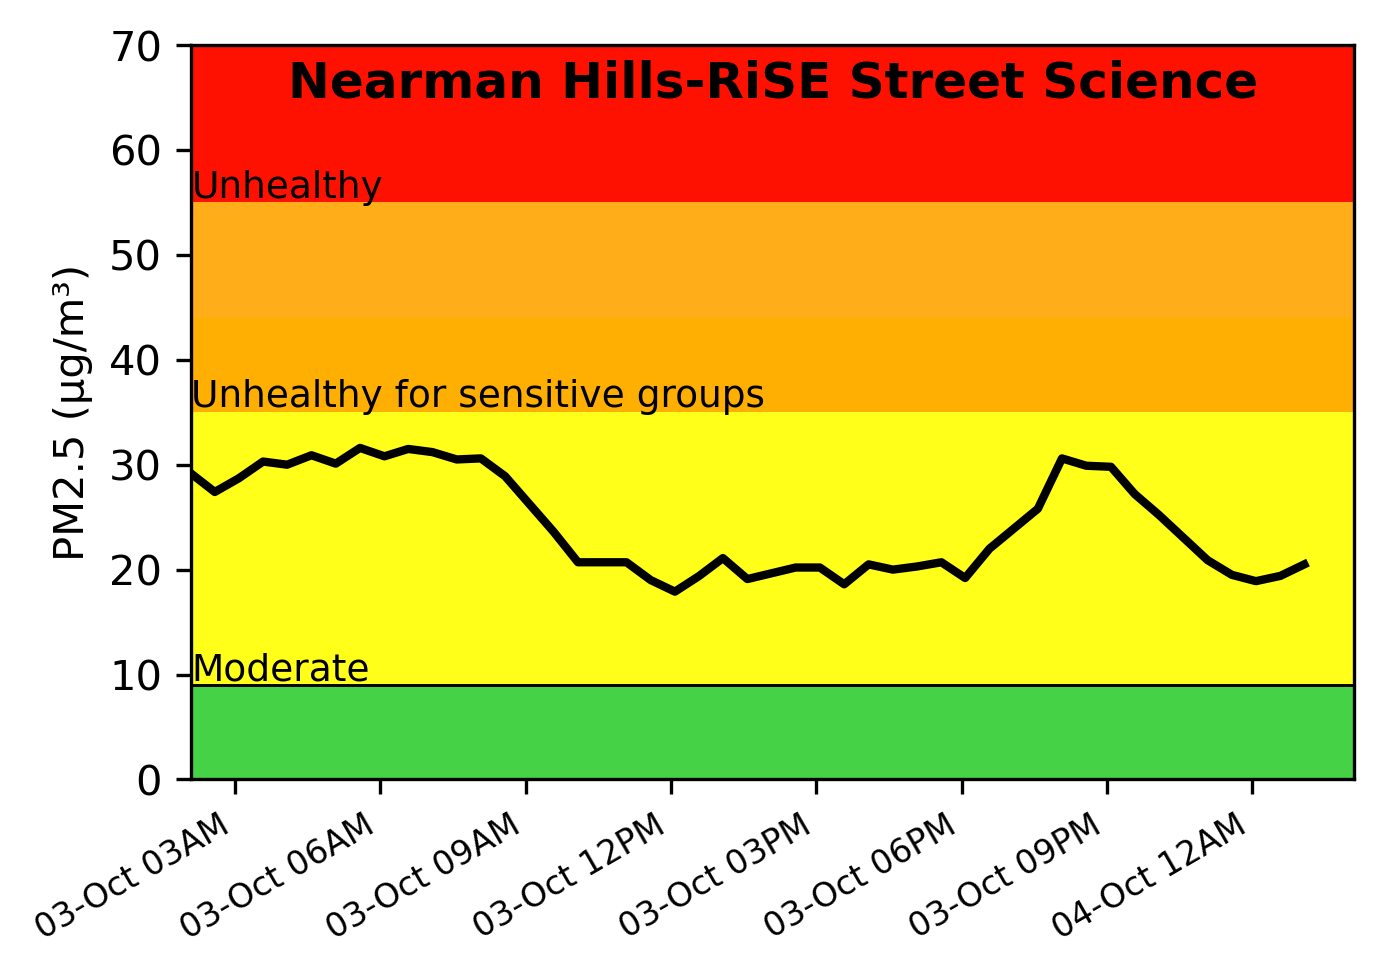 Nearman Hills-RiSE Street Science
70
60
50
40
30
20
10
0
PM2.5 (μg/m³)
Unhealthy
Unhealthy for sensitive groups
Moderate
03-Oct 03AM
03-Oct 06AM
03-Oct 09AM
03-Oct 12PM
03-Oct 03PM
03-Oct 06PM
03-Oct 09PM
04-Oct 12AM